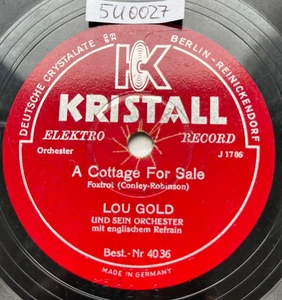 5U0027
DEUTSCHE CRYSTALATE G.M.B.H. BERLIN-REINICKENDORF
K
KRISTALL
ELEKTRO RECORD
Orchester J 1786
A Cottage For Sale
Foxtrot (Conley-Robinson)
LOU GOLD
UND SEIN ORCHESTER
mit englischem Refrain
Best.-Nr 4036
MADE IN GERMANY